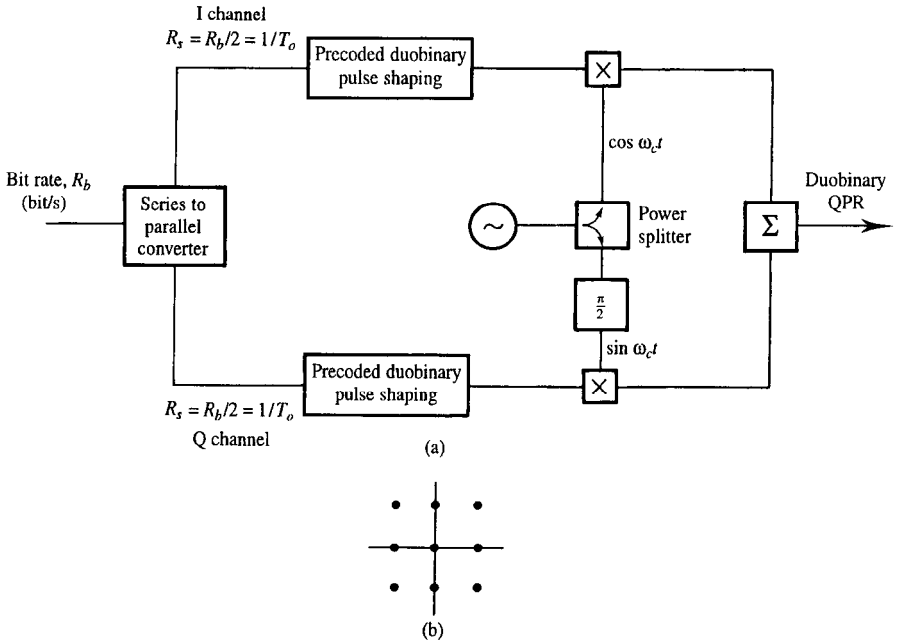 I channel
R_s = R_b/2 = 1/T_o
Precoded duobinary
pulse shaping
×
cos ω_c t
Bit rate, R_b
(bit/s)
Series to
parallel
converter
~
Power
splitter
Duobinary
QPR
Σ
π/2
sin ω_c t
Precoded duobinary
pulse shaping
×
R_s = R_b/2 = 1/T_o
Q channel
(a)
(b)